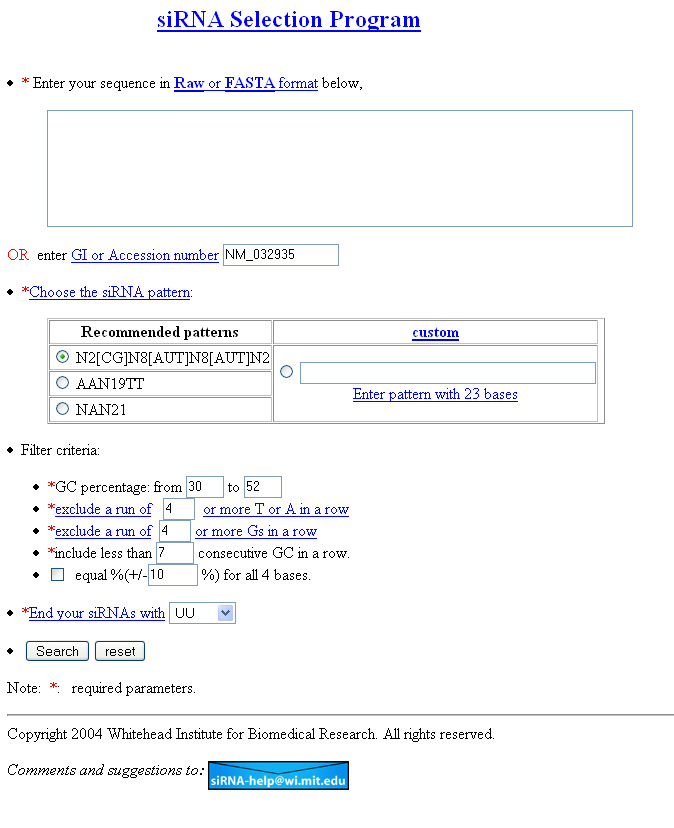 siRNA Selection Program
* Enter your sequence in Raw or FASTA format below,
OR enter GI or Accession number NM_032935
*Choose the siRNA pattern:
Recommended patterns custom
N2[CG]N8[AUT]N8[AUT]N2
AAN19TT
NAN21
Enter pattern with 23 bases
Filter criteria:
*GC percentage: from 30 to 52
*exclude a run of 4 or more T or A in a row
*exclude a run of 4 or more Gs in a row
*include less than 7 consecutive GC in a row.
equal %(+/-10 %) for all 4 bases.
*End your siRNAs with UU
Search reset
Note: *: required parameters.
Copyright 2004 Whitehead Institute for Biomedical Research. All rights reserved.
Comments and suggestions to: siRNA-help@wi.mit.edu